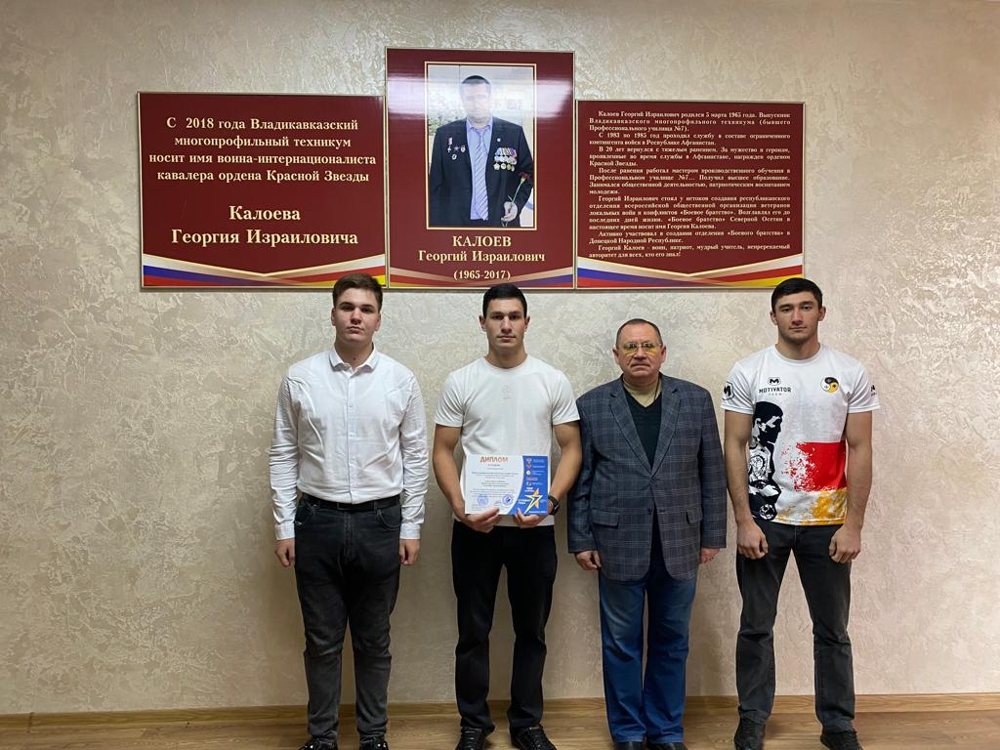 С 2018 года Владикавказский
многопрофильный техникум
носит имя воина-интернационалиста
кавалера ордена Красной Звезды
Калоева
Георгия Израиловича
КАЛОЕВ
Георгий Израилович
(1965-2017)
Калоев Георгий Израилович родился 5 марта 1965 года. Выпускник
Владикавказского многопрофильного техникума (бывшего
Профессионального училища №7).
С 1983 по 1985 год проходил службу в составе ограниченного
контингента войск в Республике Афганистан.
В 20 лет вернулся с тяжелым ранением. За мужество и героизм,
проявленные во время службы в Афганистане, награжден орденом
Красной Звезды.
После ранения работал мастером производственного обучения в
Профессиональном училище №7... Получил высшее образование.
Занимался общественной деятельностью, патриотическим воспитанием
молодежи.
Георгий Израилович стоял у истоков создания республиканского
отделения всероссийской общественной организации ветеранов
локальных войн и конфликтов «Боевое братство». Возглавлял его до
последних дней жизни. «Боевое братство» Северной Осетии в
настоящее время носит имя Георгия Калоева.
Активно участвовал в создании отделения «Боевого братства» в
Донецкой Народной Республике.
Георгий Калоев - воин, патриот, мудрый учитель, непререкаемый
авторитет для всех, кто его знал!
MOTIVATOR
ДИПЛОМ